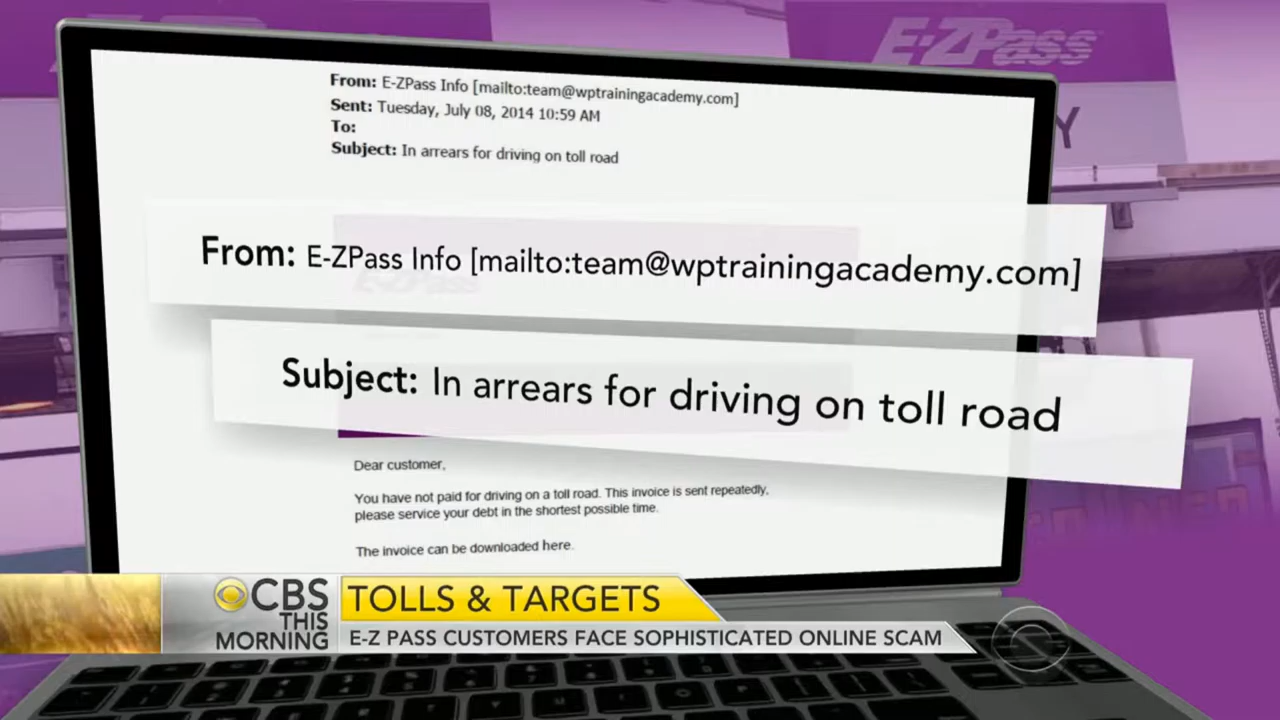 E-ZPass
Y
From: E-ZPass Info [mailto:team@wptrainingacademy.com]
Sent: Tuesday, July 08, 2014 10:59 AM
To:
Subject: In arrears for driving on toll road
From: E-ZPass Info [mailto:team@wptrainingacademy.com]
E-ZPass
Subject: In arrears for driving on toll road
Dear customer,
You have not paid for driving on a toll road. This invoice is sent repeatedly,
please service your debt in the shortest possible time.
The invoice can be downloaded here.
CBS
THIS
MORNING
TOLLS & TARGETS
E-Z PASS CUSTOMERS FACE SOPHISTICATED ONLINE SCAM